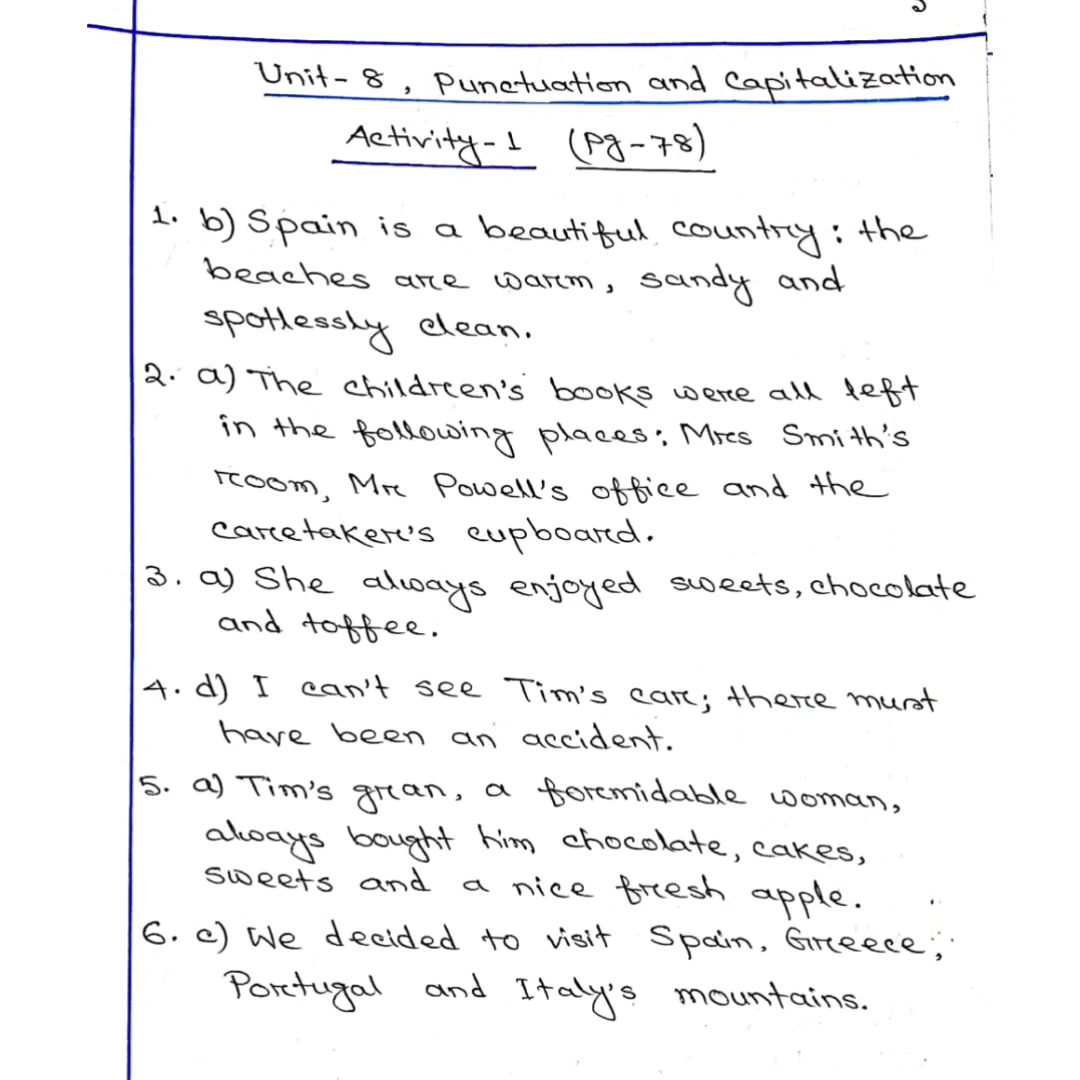 Unit-8, Punctuation and Capitalization
Activity-1 (Pg-78)
1. b) Spain is a beautiful country: the
beaches are warm, sandy and
spotlessly clean.
2. a) The children's books were all left
in the following places: Mrs Smith's
room, Mr Powell's office and the
caretaker's cupboard.
3. a) She always enjoyed sweets, chocolate
and toffee.
4. d) I can't see Tim's car; there must
have been an accident.
5. a) Tim's gran, a formidable woman,
always bought him chocolate, cakes,
sweets and a nice fresh apple.
6. c) We decided to visit Spain, Greece,
Portugal and Italy's mountains.